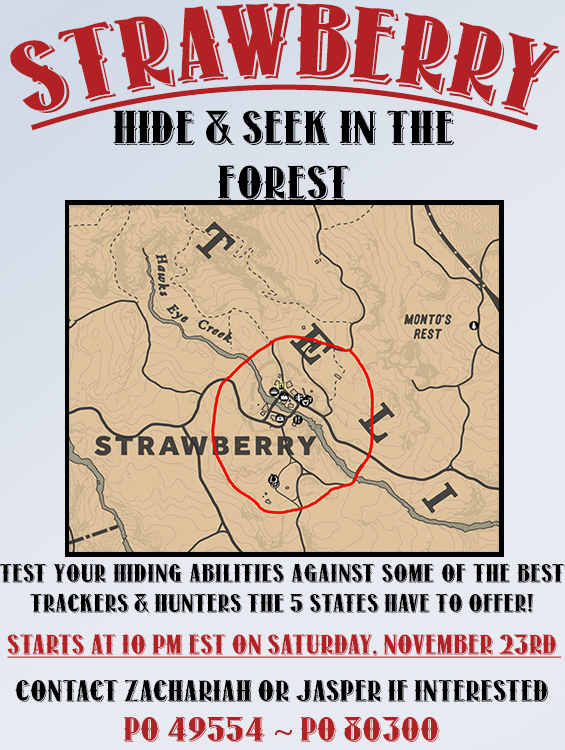 STRAWBERRY
HIDE & SEEK IN THE
FOREST
T
Hawks Eye Creek
E
MONTO'S
REST
L
STRAWBERRY
I
TEST YOUR HIDING ABILITIES AGAINST SOME OF THE BEST
TRACKERS & HUNTERS THE 5 STATES HAVE TO OFFER!
STARTS AT 10 PM EST ON SATURDAY, NOVEMBER 23RD
CONTACT ZACHARIAH OR JASPER IF INTERESTED
PO 49554 ~ PO 80300